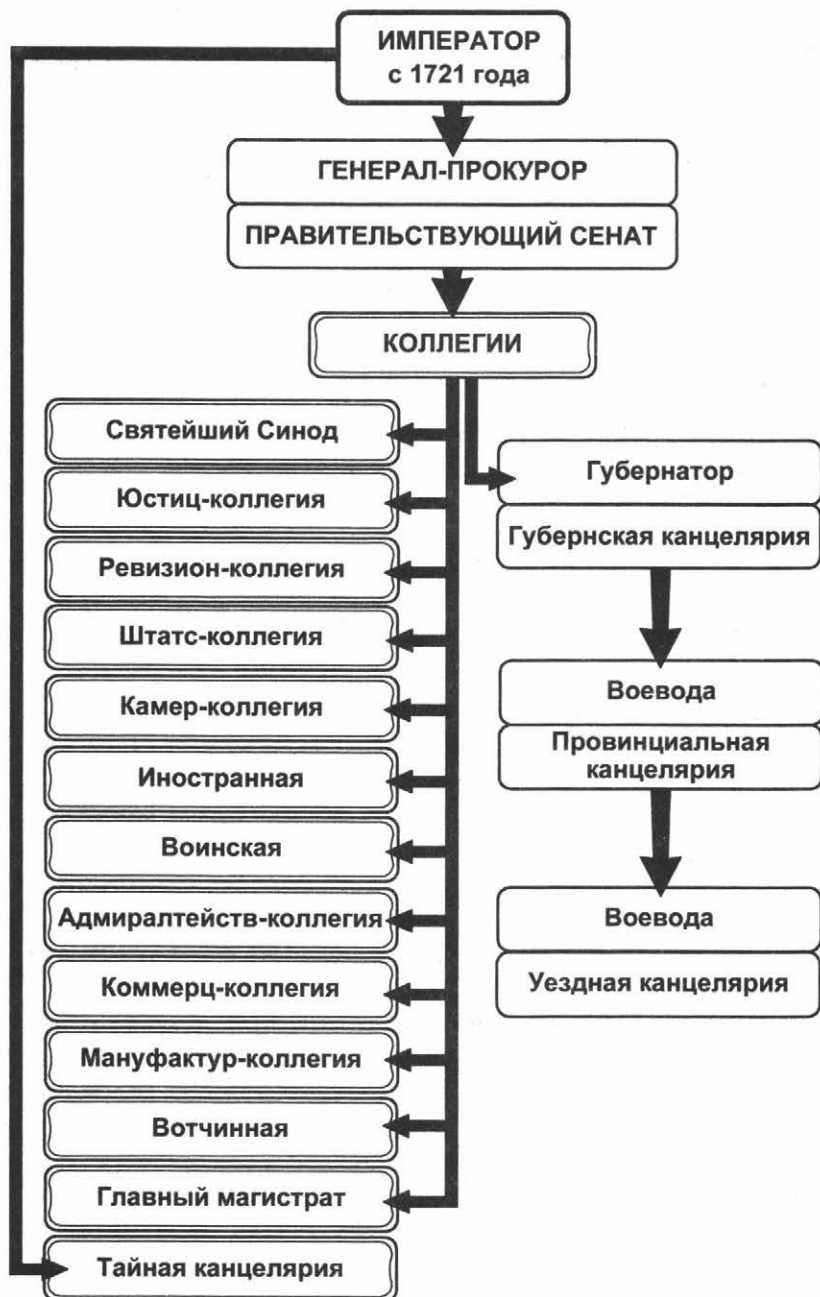 ИМПЕРАТОР
с 1721 года
ГЕНЕРАЛ-ПРОКУРОР
ПРАВИТЕЛЬСТВУЮЩИЙ СЕНАТ
КОЛЛЕГИИ
Святейший Синод
Юстиц-коллегия
Ревизион-коллегия
Штатс-коллегия
Камер-коллегия
Иностранная
Воинская
Адмиралтейств-коллегия
Коммерц-коллегия
Мануфактур-коллегия
Вотчинная
Главный магистрат
Тайная канцелярия
Губернатор
Губернская канцелярия
Воевода
Провинциальная
канцелярия
Воевода
Уездная канцелярия